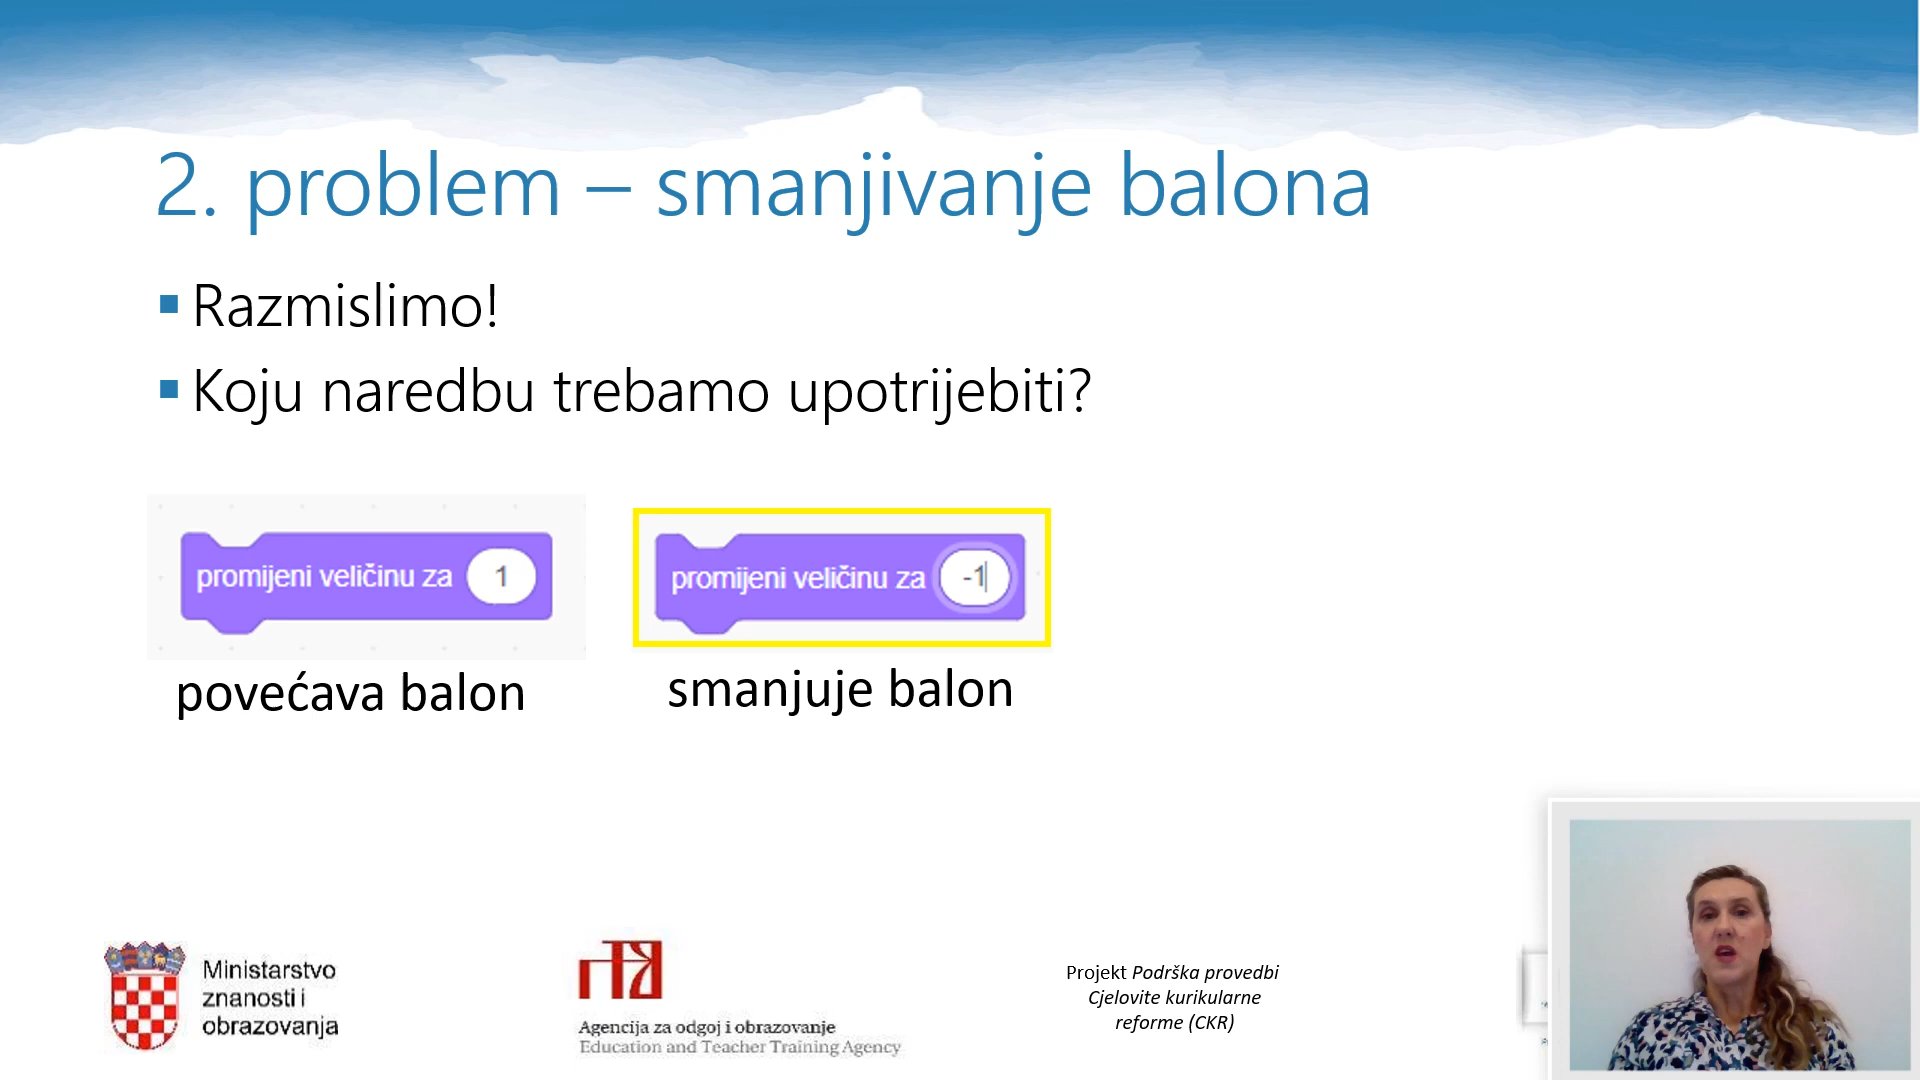 2. problem – smanjivanje balona
Razmislimo!
Koju naredbu trebamo upotrijebiti?
promijeni veličinu za 1
promijeni veličinu za -1
povećava balon
smanjuje balon
Ministarstvo
znanosti i
obrazovanja
Agencija za odgoj i obrazovanje
Education and Teacher Training Agency
Projekt Podrška provedbi
Cjelovite kurikularne
reforme (CKR)